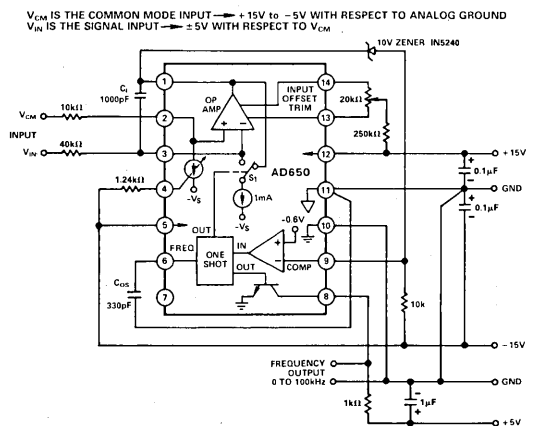 V_CM IS THE COMMON MODE INPUT → +15V to −5V WITH RESPECT TO ANALOG GROUND
V_IN IS THE SIGNAL INPUT → ±5V WITH RESPECT TO V_CM
10V ZENER IN5240
C_I
1000pF
1
14
OP
AMP
INPUT
OFFSET
TRIM
20kΩ
V_CM
10kΩ
2
13
250kΩ
INPUT
V_IN
40kΩ
3
12
+15V
S_1
AD650
+
−
0.1μF
1.24kΩ
4
−V_S
1mA
11
GND
−V_S
−0.6V
+
−
0.1μF
5
OUT
10
FREQ
6
ONE
SHOT
IN
OUT
+
−
COMP
9
C_OS
330pF
7
8
10k
−15V
FREQUENCY
OUTPUT
0 TO 100kHz
GND
1kΩ
−
+
1μF
+5V